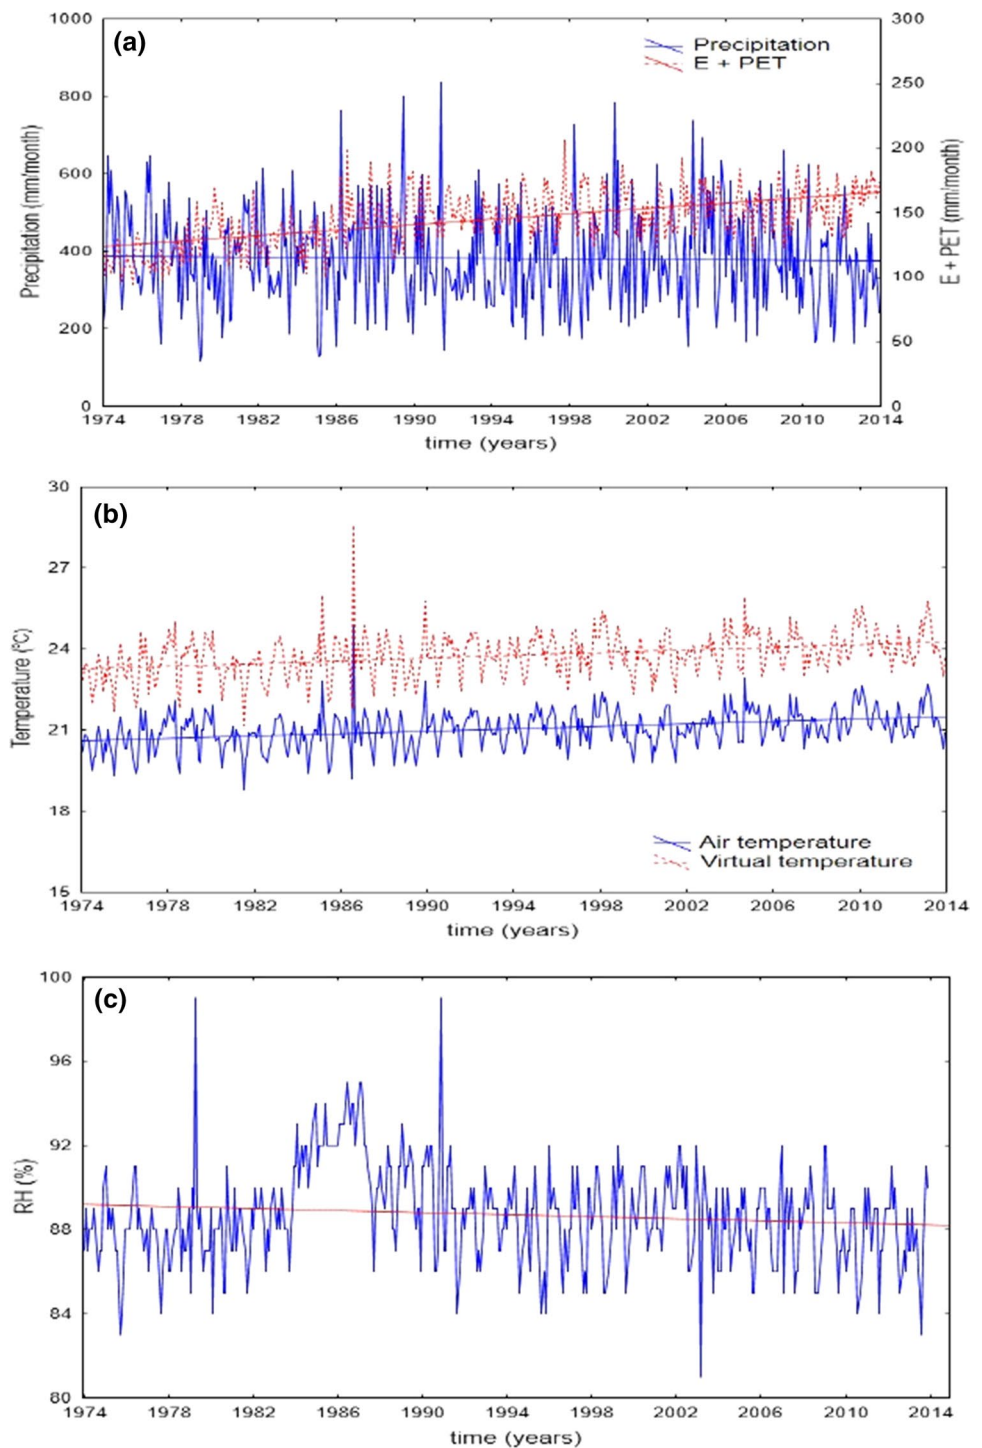 (a)
Precipitation
E + PET
Precipitation (mm/month)
1000
800
600
400
200
0
E + PET (mm/month)
300
250
200
150
100
50
0
1974 1978 1982 1986 1990 1994 1998 2002 2006 2010 2014
time (years)
(b)
Temperature (°C)
30
27
24
21
18
15
Air temperature
Virtual temperature
1974 1978 1982 1986 1990 1994 1998 2002 2006 2010 2014
time (years)
(c)
RH (%)
100
96
92
88
84
80
1974 1978 1982 1986 1990 1994 1998 2002 2006 2010 2014
time (years)